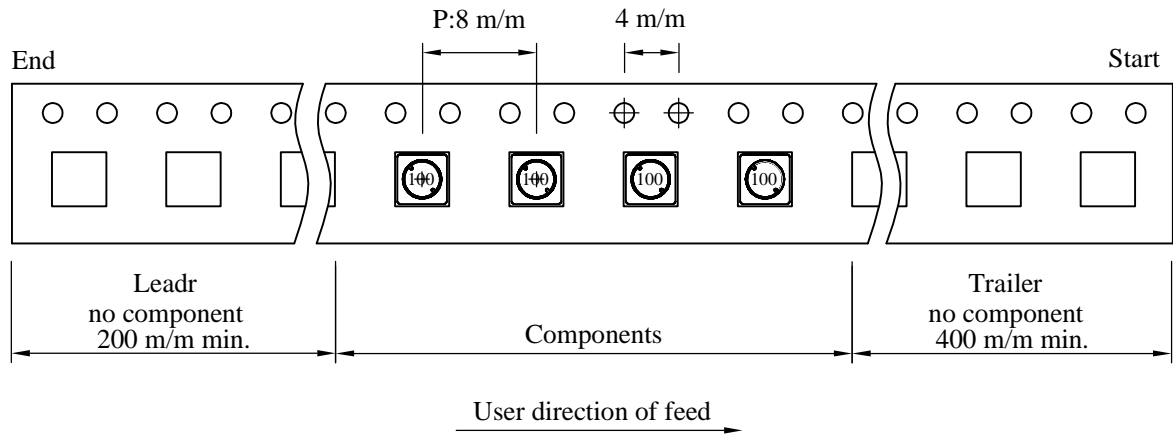 P:8 m/m
4 m/m
End
Start
100
100
100
100
Leadr
no component
200 m/m min.
Components
Trailer
no component
400 m/m min.
User direction of feed